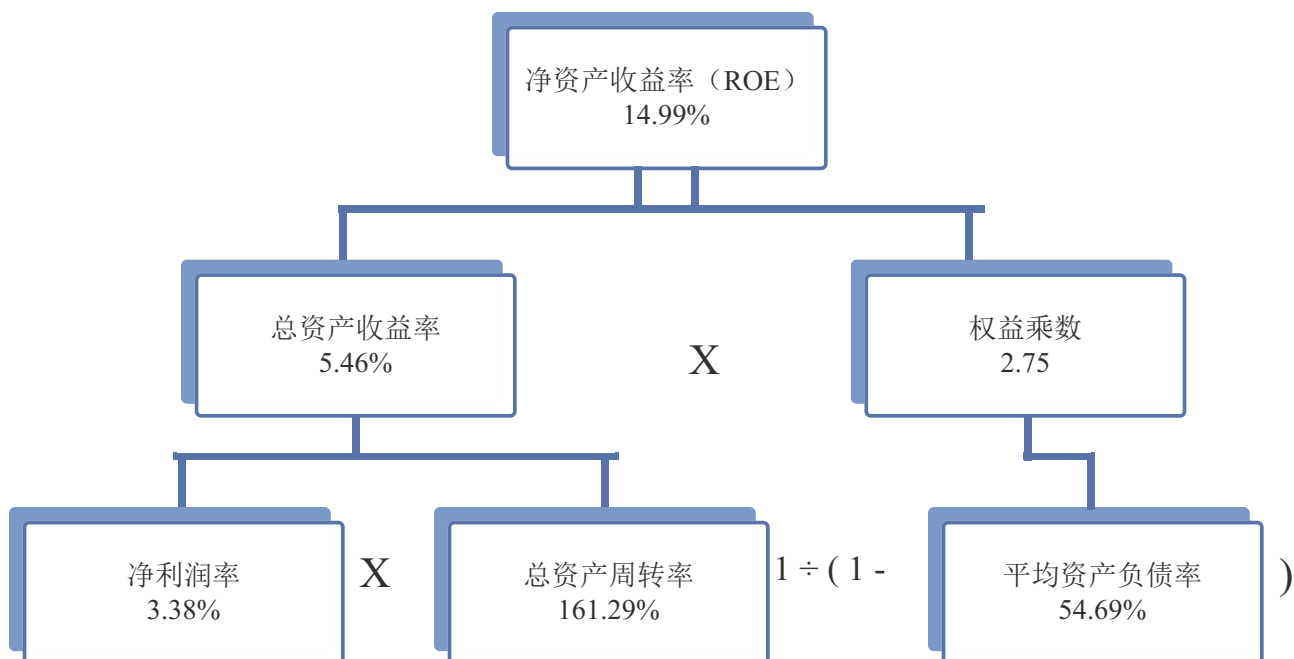 净资产收益率（ROE）
14.99%
总资产收益率
5.46%
X
权益乘数
2.75
净利润率
3.38%
X
总资产周转率
161.29%
1 ÷ ( 1 -
平均资产负债率
54.69%
)